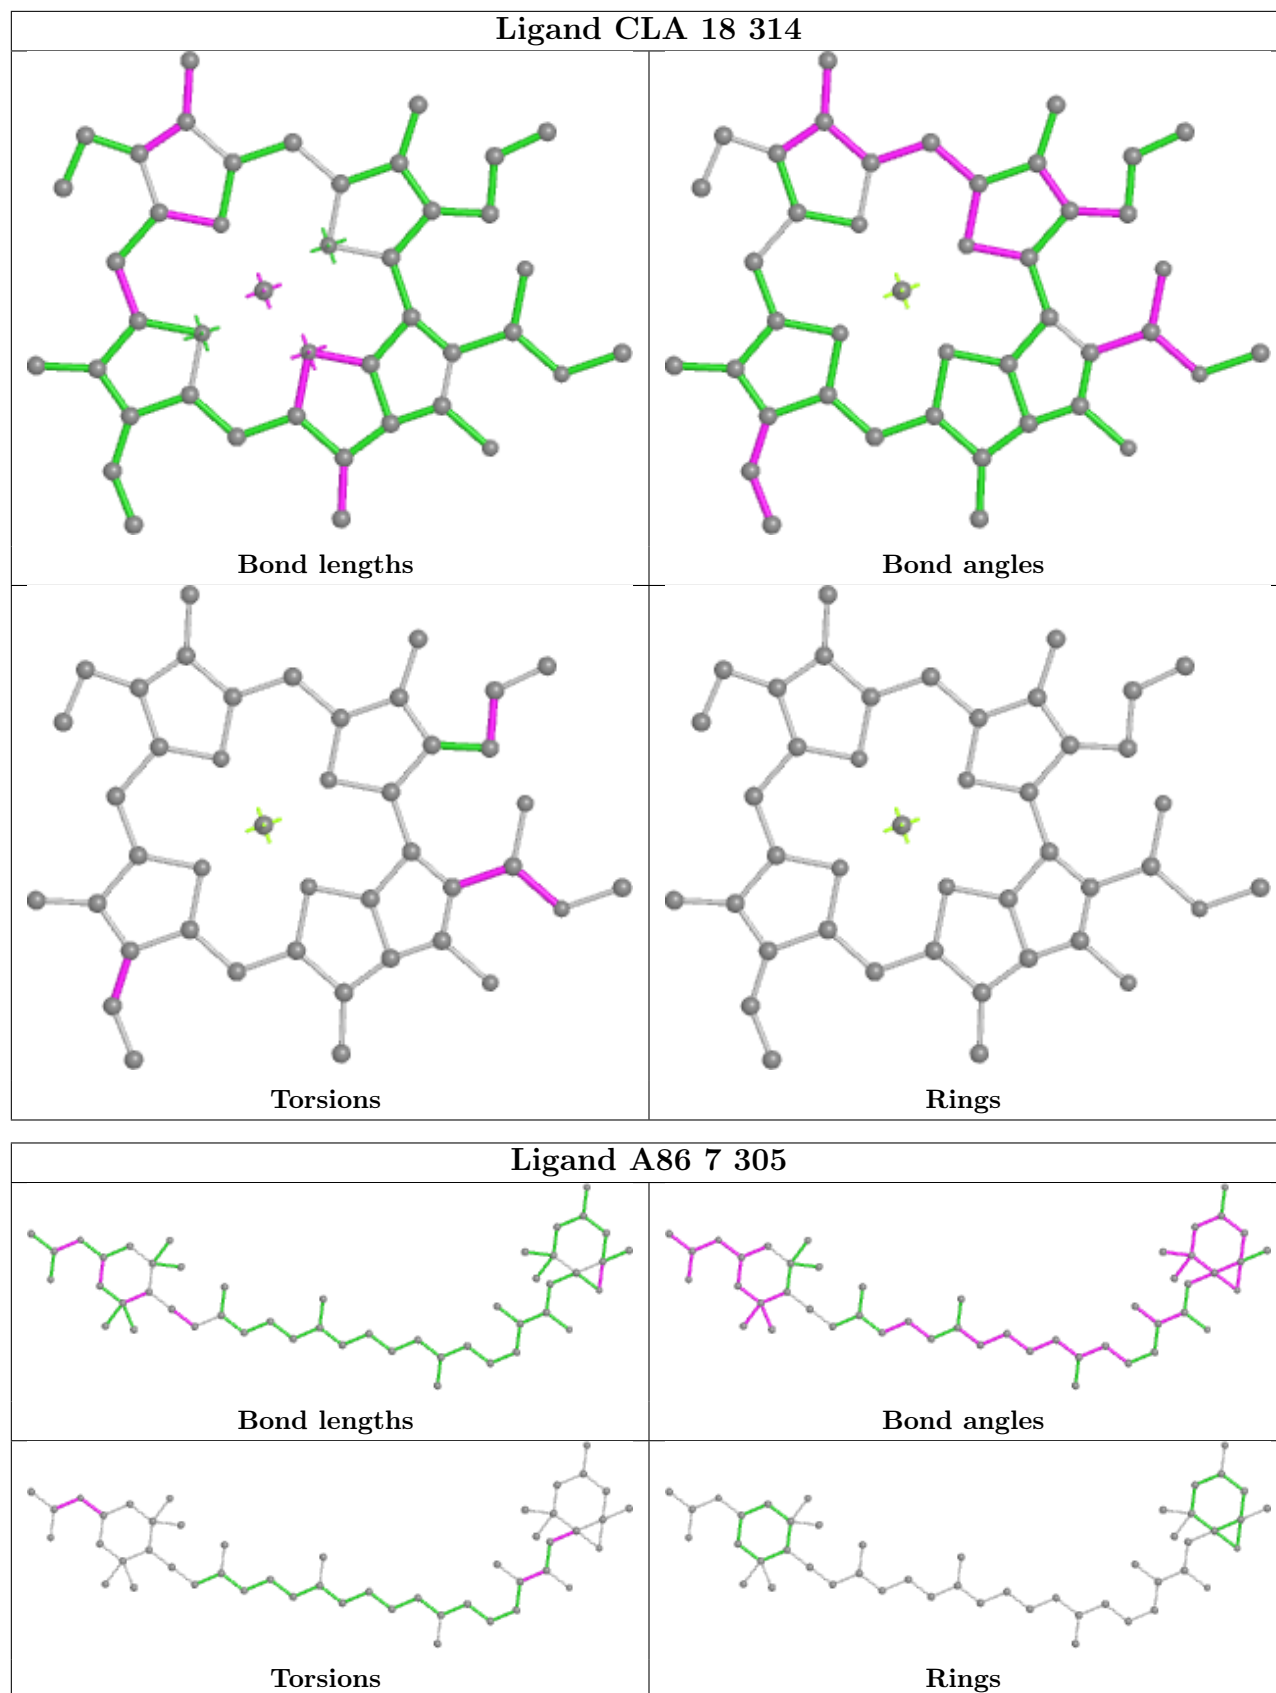 Ligand CLA 18 314
Bond lengths
Bond angles
Torsions
Rings
Ligand A86 7 305
Bond lengths
Bond angles
Torsions
Rings